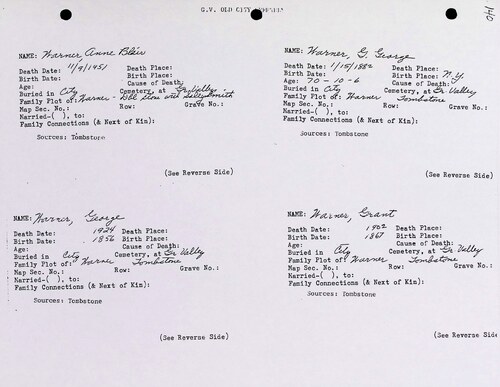 G.V. OLD CITY CEMETERY
140
NAME: Warner, Anne Blair
Death Date: 11/9/1451 Death Place:
Birth Date: Birth Place:
Age: Cause of Death:
Buried in City Cemetery, at Gr. Valley
Family Plot of: Warner - Dbl stone with Sally Smith
Map Sec. No.: Row: Grave No.:
Married-( ), to:
Family Connections (& Next of Kin):
Sources: Tombstone
(See Reverse Side)
NAME: Warner, G. George
Death Date: 1/15/1882 Death Place:
Birth Date: Birth Place: N.Y.
Age: 70-10-6 Cause of Death:
Buried in City Cemetery, at Gr. Valley
Family Plot of: Warner Tombstone
Map Sec. No.: Row: Grave No.:
Married-( ), to:
Family Connections (& Next of Kin):
Sources: Tombstone
(See Reverse Side)
NAME: Warner, George
Death Date: 1924 Death Place:
Birth Date: 1856 Birth Place:
Age: Cause of Death:
Buried in City Cemetery, at Gr. Valley
Family Plot of: Warner Tombstone
Map Sec. No.: Row: Grave No.:
Married-( ), to:
Family Connections (& Next of Kin):
Sources: Tombstone
(See Reverse Side)
NAME: Warner, Grant
Death Date: 1902 Death Place:
Birth Date: 1867 Birth Place:
Age: Cause of Death:
Buried in City Cemetery, at Gr. Valley
Family Plot of: Warner Tombstone
Map Sec. No.: Row: Grave No.:
Married-( ), to:
Family Connections (& Next of Kin):
Sources: Tombstone
(See Reverse Side)